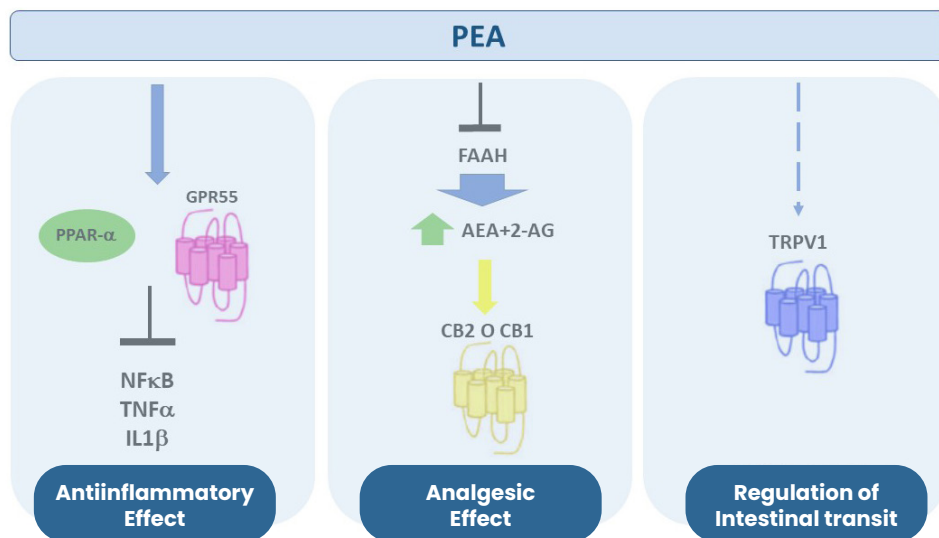 PEA
GPR55
PPAR-α
NFκB
TNFα
IL1β
Antiinflammatory
Effect
FAAH
AEA+2-AG
CB2 O CB1
Analgesic
Effect
TRPV1
Regulation of
Intestinal transit